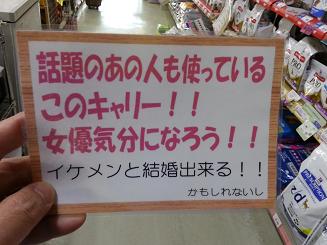 話題のあの人も使っている
このキャリー！！
女優気分になろう！！
イケメンと結婚出来る！！
かもしれないし